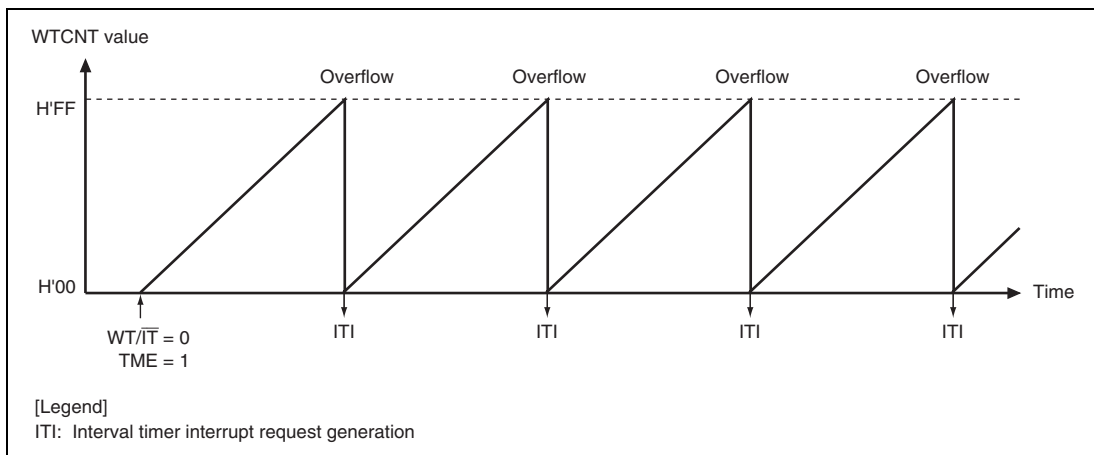 WTCNT value
Overflow Overflow Overflow Overflow
H'FF
H'00
Time
WT/I̅T̅ = 0
TME = 1
ITI ITI ITI ITI
[Legend]
ITI: Interval timer interrupt request generation